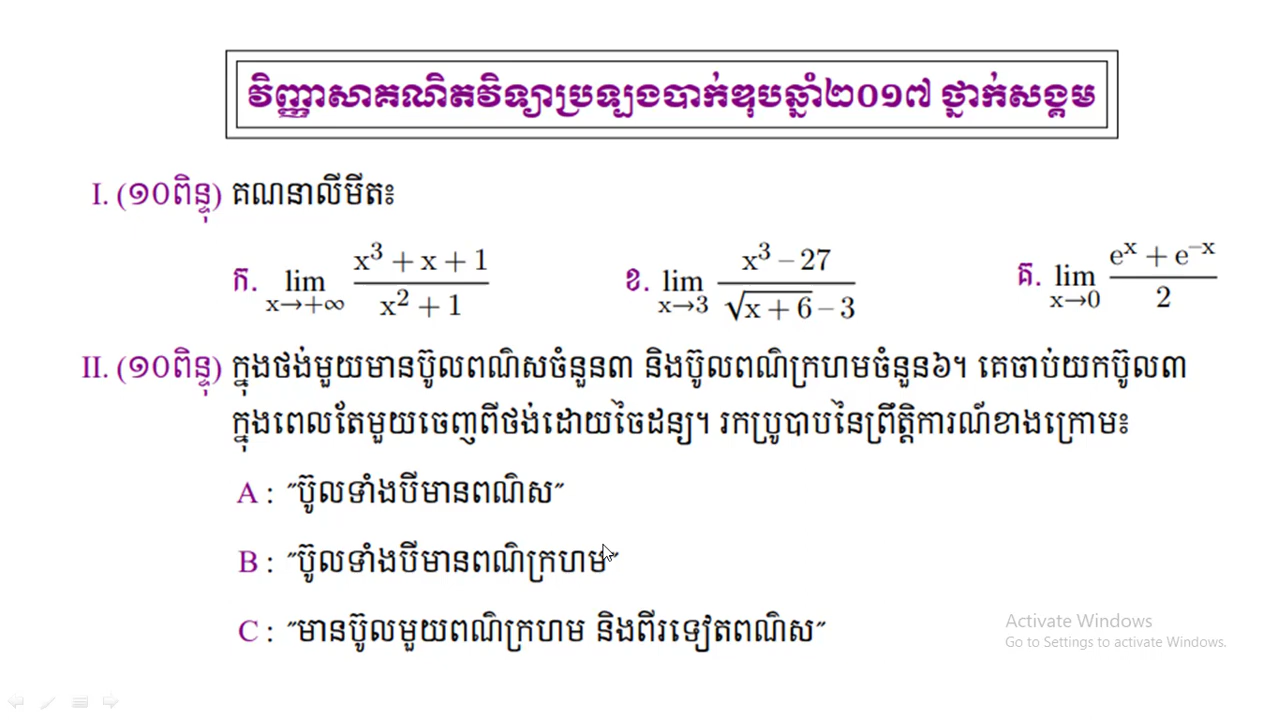 វិញ្ញាសាគណិតវិទ្យាប្រឡងបាក់ឌុបឆ្នាំ២០១៧ ថ្នាក់សង្គម
I. (១០ពិន្ទុ) គណនាលីមីត៖
ក. lim x→+∞ (x³ + x + 1)/(x² + 1) ខ. lim x→3 (x³ – 27)/(√(x + 6) – 3) គ. lim x→0 (eˣ + e⁻ˣ)/2
II. (១០ពិន្ទុ) ក្នុងថង់មួយមានប៊ូលពណ៌សចំនួន៣ និងប៊ូលពណ៌ក្រហមចំនួន៦។ គេចាប់យកប៊ូល៣
ក្នុងពេលតែមួយចេញពីថង់ដោយចៃដន្យ។ រកប្រូបាបនៃព្រឹត្តិការណ៍ខាងក្រោម៖
A : ″ប៊ូលទាំងបីមានពណ៌ស″
B : ″ប៊ូលទាំងបីមានពណ៌ក្រហម″
C : ″មានប៊ូលមួយពណ៌ក្រហម និងពីរទៀតពណ៌ស″
Activate Windows
Go to Settings to activate Windows.